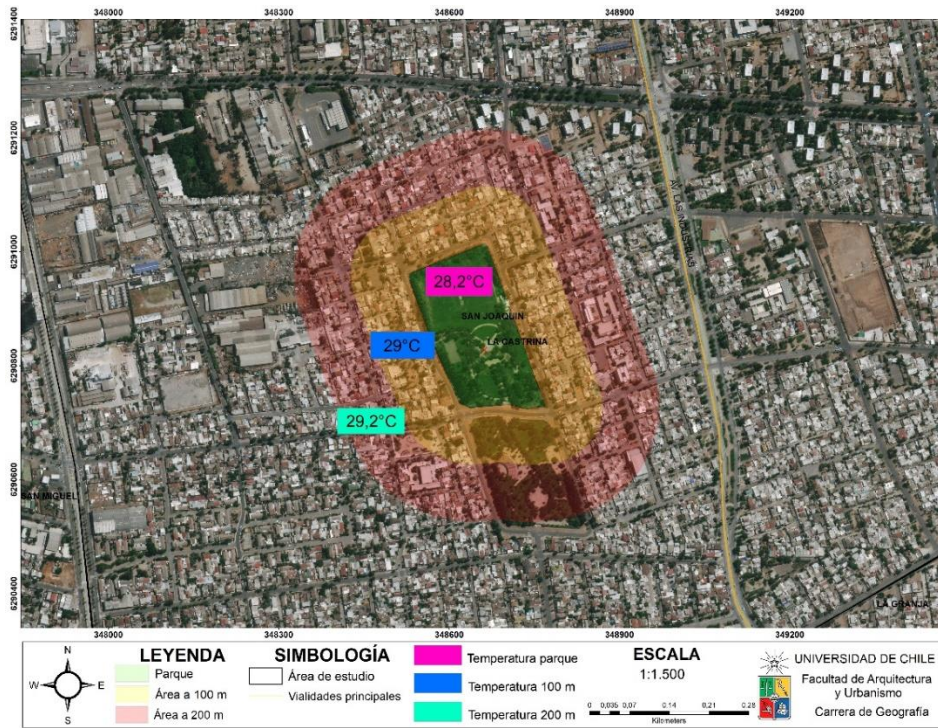 348000 348300 348600 348900 349200
6291400
6291200
6291000
6290800
6290600
6290400
28,2°C
SAN JOAQUIN
LA CASTRINA
29°C
29,2°C
SAN MIGUEL
LA GRANJA
348000 348300 348600 348900 349200
N
W E
S
LEYENDA
Parque
Área a 100 m
Área a 200 m
SIMBOLOGÍA
Área de estudio
Vialidades principales
Temperatura parque
Temperatura 100 m
Temperatura 200 m
ESCALA
1:1.500
0 0,035 0,07 0,14 0,21 0,28
Kilometers
UNIVERSIDAD DE CHILE
Facultad de Arquitectura
y Urbanismo
Carrera de Geografía